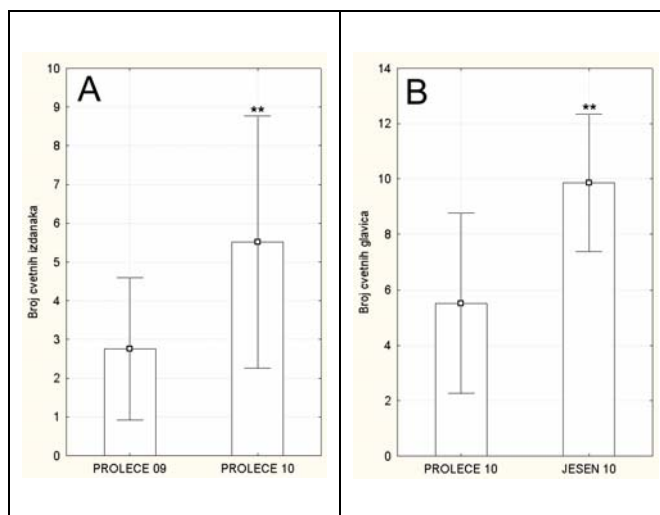 A
10
9
8
7
6
5
4
3
2
1
0
Broj cvetnih izdanaka
**
PROLECE 09
PROLECE 10
B
14
12
10
8
6
4
2
0
Broj cvetnih glavica
**
PROLECE 10
JESEN 10